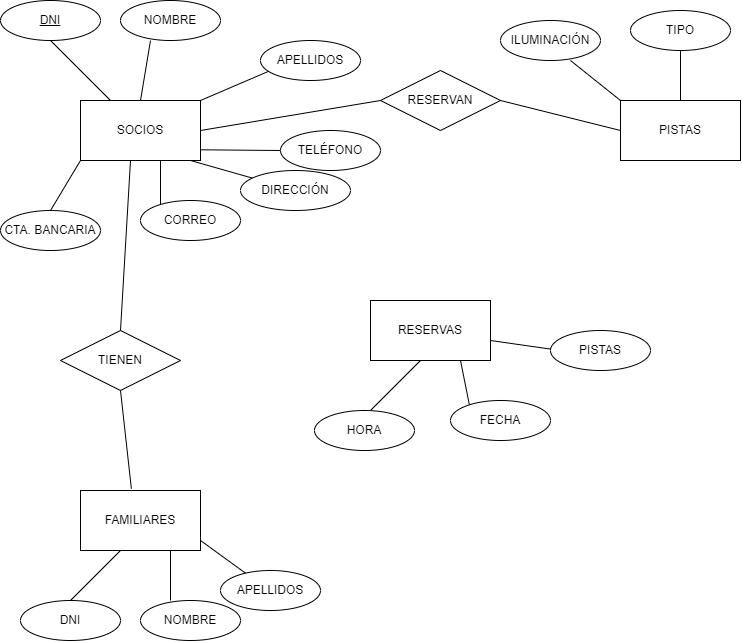 DNI
NOMBRE
APELLIDOS
ILUMINACIÓN
TIPO
SOCIOS
RESERVAN
PISTAS
TELÉFONO
DIRECCIÓN
CORREO
CTA. BANCARIA
TIENEN
RESERVAS
PISTAS
HORA
FECHA
FAMILIARES
APELLIDOS
DNI
NOMBRE